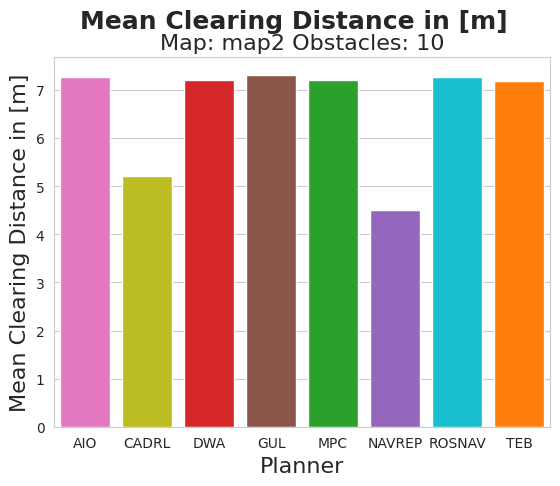 Mean Clearing Distance in [m]
Map: map2 Obstacles: 10
Mean Clearing Distance in [m]
7
6
5
4
3
2
1
0
AIO CADRL DWA GUL MPC NAVREP ROSNAV TEB
Planner